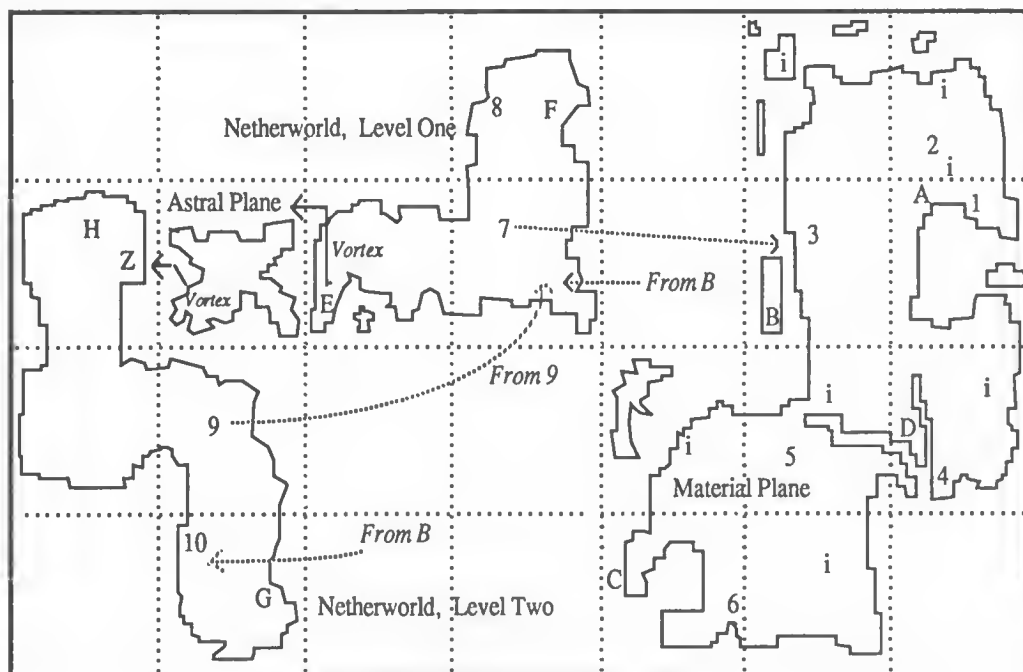 i
i
8
F
Netherworld, Level One
2
i
Astral Plane
A
1
H
Vortex
7
3
Z
Vortex
E
From B
B
From 9
i
i
9
i
D
5
4
Material Plane
10
From B
i
C
G
Netherworld, Level Two
6